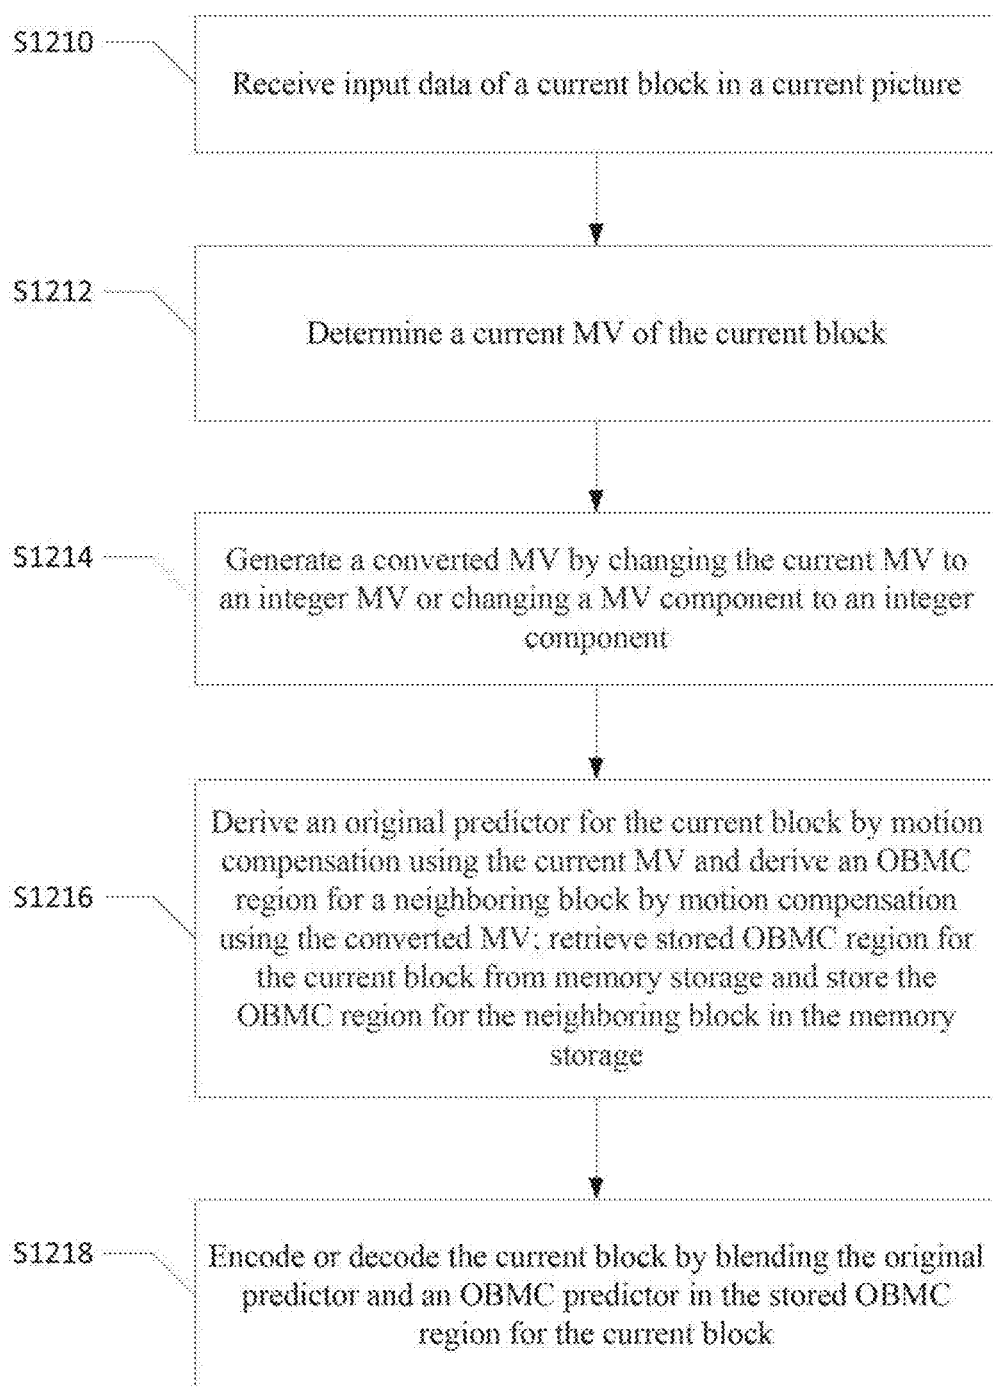 S1210
Receive input data of a current block in a current picture
S1212
Determine a current MV of the current block
S1214
Generate a converted MV by changing the current MV to
an integer MV or changing a MV component to an integer
component
S1216
Derive an original predictor for the current block by motion
compensation using the current MV and derive an OBMC
region for a neighboring block by motion compensation
using the converted MV; retrieve stored OBMC region for
the current block from memory storage and store the
OBMC region for the neighboring block in the memory
storage
S1218
Encode or decode the current block by blending the original
predictor and an OBMC predictor in the stored OBMC
region for the current block